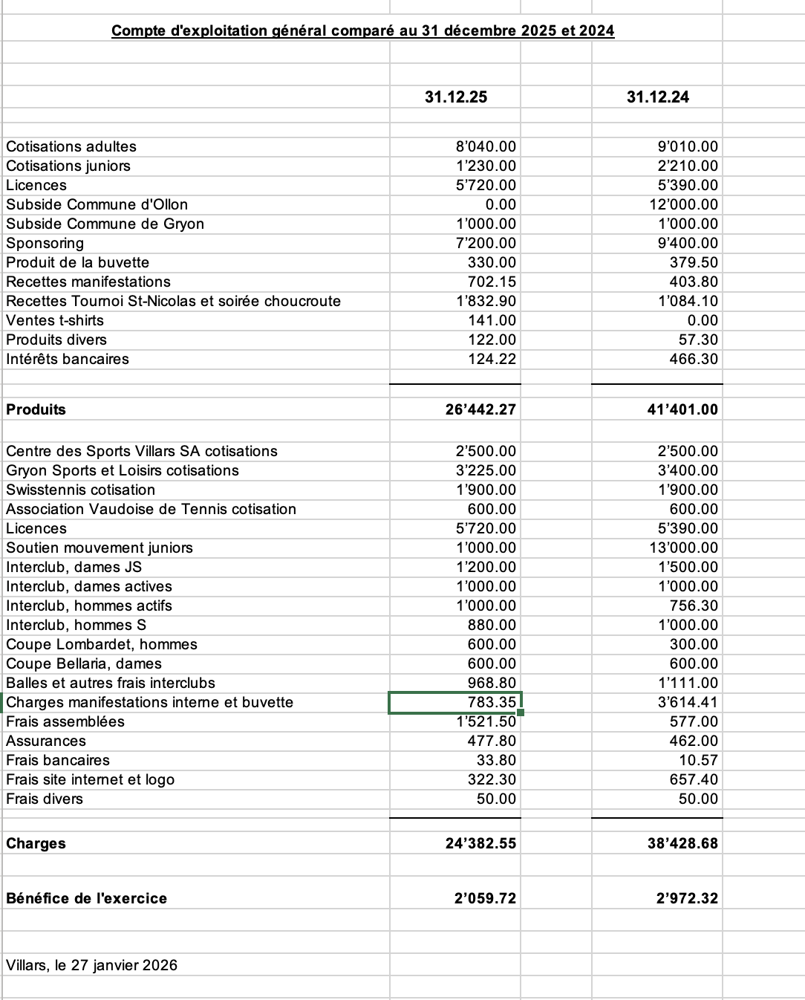 Compte d'exploitation général comparé au 31 décembre 2025 et 2024
31.12.25 31.12.24
Cotisations adultes 8’040.00 9’010.00
Cotisations juniors 1’230.00 2’210.00
Licences 5’720.00 5’390.00
Subside Commune d'Ollon 0.00 12’000.00
Subside Commune de Gryon 1’000.00 1’000.00
Sponsoring 7’200.00 9’400.00
Produit de la buvette 330.00 379.50
Recettes manifestations 702.15 403.80
Recettes Tournoi St-Nicolas et soirée choucroute 1’832.90 1’084.10
Ventes t-shirts 141.00 0.00
Produits divers 122.00 57.30
Intérêts bancaires 124.22 466.30
Produits 26’442.27 41’401.00
Centre des Sports Villars SA cotisations 2’500.00 2’500.00
Gryon Sports et Loisirs cotisations 3’225.00 3’400.00
Swisstennis cotisation 1’900.00 1’900.00
Association Vaudoise de Tennis cotisation 600.00 600.00
Licences 5’720.00 5’390.00
Soutien mouvement juniors 1’000.00 13’000.00
Interclub, dames JS 1’200.00 1’500.00
Interclub, dames actives 1’000.00 1’000.00
Interclub, hommes actifs 1’000.00 756.30
Interclub, hommes S 880.00 1’000.00
Coupe Lombardet, hommes 600.00 300.00
Coupe Bellaria, dames 600.00 600.00
Balles et autres frais interclubs 968.80 1’111.00
Charges manifestations interne et buvette 783.35 3’614.41
Frais assemblées 1’521.50 577.00
Assurances 477.80 462.00
Frais bancaires 33.80 10.57
Frais site internet et logo 322.30 657.40
Frais divers 50.00 50.00
Charges 24’382.55 38’428.68
Bénéfice de l'exercice 2’059.72 2’972.32
Villars, le 27 janvier 2026